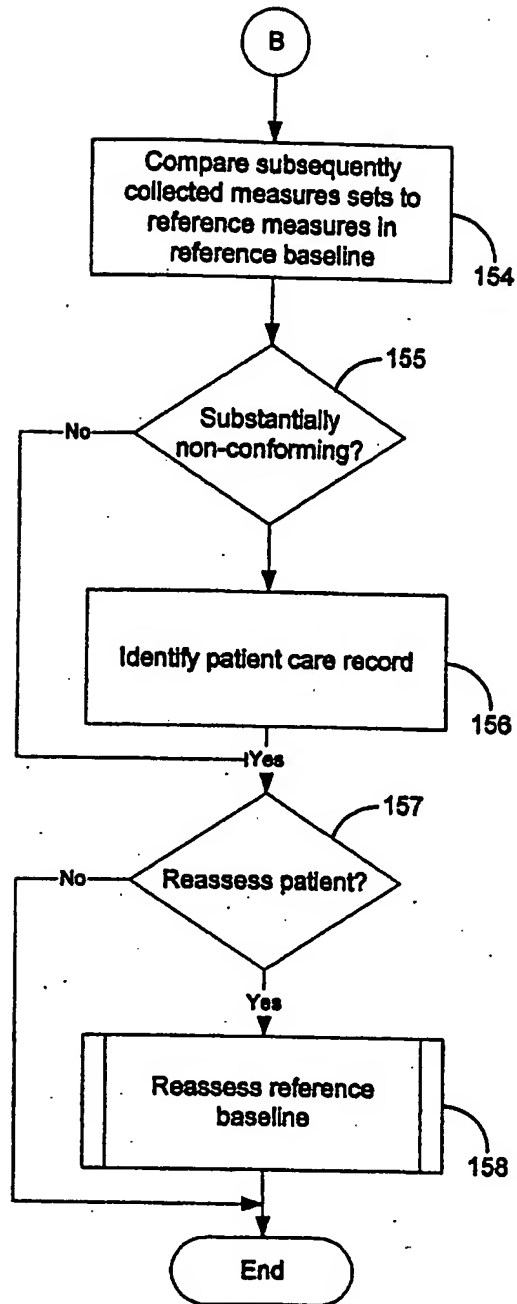 B
Compare subsequently
collected measures sets to
reference measures in
reference baseline
154
155
Substantially
non-conforming?
No
Identify patient care record
156
Yes
157
Reassess patient?
No
Yes
Reassess reference
baseline
158
End